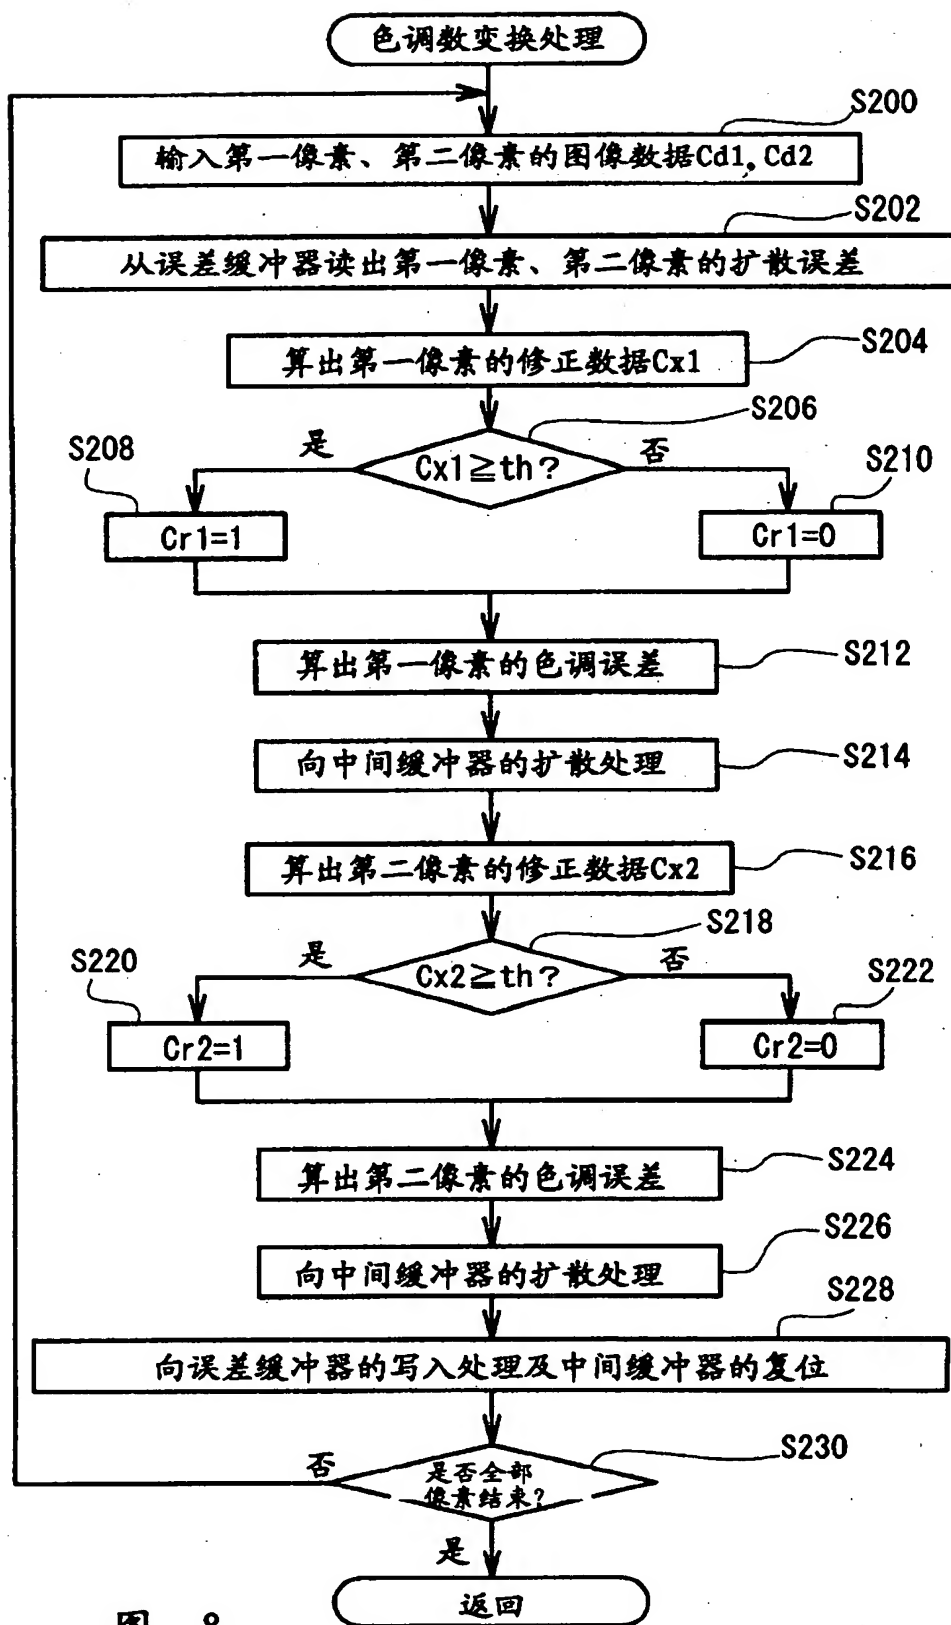 色调数变换处理
S200
输入第一像素、第二像素的图像数据Cd1,Cd2
S202
从误差缓冲器读出第一像素、第二像素的扩散误差
S204
算出第一像素的修正数据Cx1
S206
Cx1≧th?
是
否
S208
Cr1=1
S210
Cr1=0
S212
算出第一像素的色调误差
S214
向中间缓冲器的扩散处理
S216
算出第二像素的修正数据Cx2
S218
Cx2≧th?
是
否
S220
Cr2=1
S222
Cr2=0
S224
算出第二像素的色调误差
S226
向中间缓冲器的扩散处理
S228
向误差缓冲器的写入处理及中间缓冲器的复位
S230
是否全部
像素结束?
否
是
返回
图 8